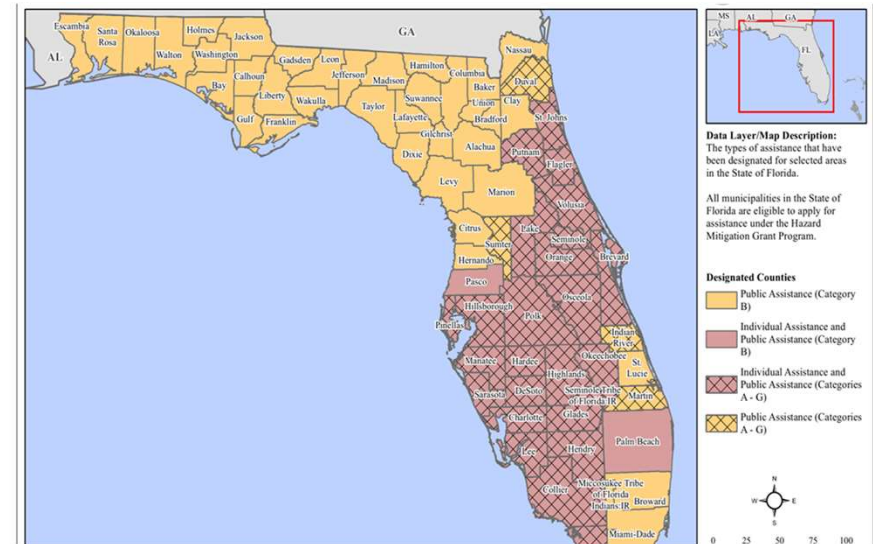 MS
AL
GA
LA
FL
GA
AL
Escambia
Santa
Rosa
Okaloosa
Walton
Holmes
Washington
Jackson
Bay
Calhoun
Gulf
Liberty
Franklin
Gadsden
Leon
Wakulla
Jefferson
Madison
Taylor
Hamilton
Suwannee
Lafayette
Dixie
Gilchrist
Columbia
Baker
Union
Bradford
Alachua
Nassau
Duval
Clay
St. Johns
Putnam
Flagler
Levy
Marion
Volusia
Citrus
Sumter
Lake
Hernando
Seminole
Orange
Brevard
Pasco
Hillsborough
Pinellas
Polk
Osceola
Indian
River
Manatee
Hardee
Okeechobee
St.
Lucie
Highlands
Sarasota
DeSoto
Seminole Tribe
of Florida IR
Martin
Charlotte
Glades
Lee
Hendry
Palm Beach
Collier
Miccosukee Tribe
of Florida
Indians IR
Broward
Miami-Dade
Data Layer/Map Description:
The types of assistance that have
been designated for selected areas
in the State of Florida.
All municipalities in the State of
Florida are eligible to apply for
assistance under the Hazard
Mitigation Grant Program.
Designated Counties
Public Assistance (Category
B)
Individual Assistance and
Public Assistance (Category
B)
Individual Assistance and
Public Assistance (Categories
A - G)
Public Assistance (Categories
A - G)
N
W
E
S
0 25 50 75 100